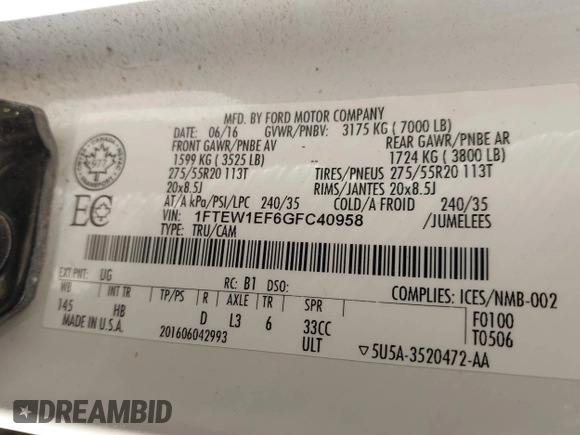 MFD. BY FORD MOTOR COMPANY
DATE: 06/16 GVWR/PNBV: 3175 KG ( 7000 LB)
FRONT GAWR/PNBE AV REAR GAWR/PNBE AR
1599 KG ( 3525 LB) -- 1724 KG ( 3800 LB)
275/55R20 113T TIRES/PNEUS 275/55R20 113T
20x8.5J RIMS/JANTES 20x8.5J
AT/A kPa/PSI/LPC 240/35 COLD/A FROID 240/35
VIN: 1FTEW1EF6GFC40958 /JUMELEES
TYPE: TRU/CAM
EC
EXT PNT: UG RC: B1 DSO: COMPLIES: ICES/NMB-002
WB INT TR TP/PS R AXLE TR SPR F0100
145 HB D L3 6 33CC T0506
MADE IN U.S.A. 201606042993 ULT ▽5U5A-3520472-AA
DREAMBID